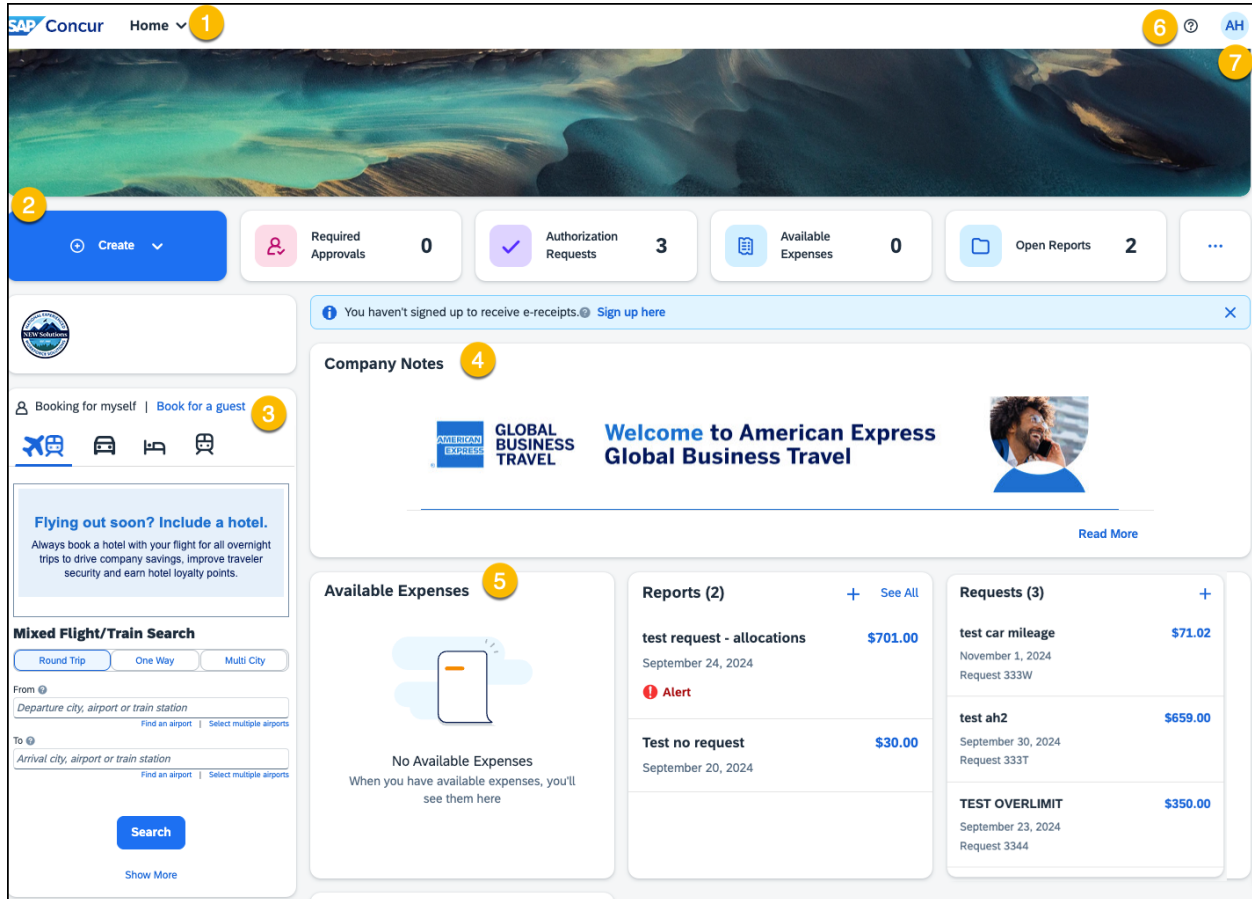 SAP Concur
Home
1
6
AH
7
2
Create
Required
Approvals
0
Authorization
Requests
3
Available
Expenses
0
Open Reports
2
...
NEW Solutions
You haven't signed up to receive e-receipts. Sign up here
Company Notes
4
AMERICAN
EXPRESS
GLOBAL
BUSINESS
TRAVEL
Welcome to American Express
Global Business Travel
Read More
Booking for myself | Book for a guest
3
Flying out soon? Include a hotel.
Always book a hotel with your flight for all overnight
trips to drive company savings, improve traveler
security and earn hotel loyalty points.
Mixed Flight/Train Search
Round Trip
One Way
Multi City
From
Departure city, airport or train station
Find an airport | Select multiple airports
To
Arrival city, airport or train station
Find an airport | Select multiple airports
Search
Show More
Available Expenses
5
No Available Expenses
When you have available expenses, you'll
see them here
Reports (2)
+ See All
test request - allocations
$701.00
September 24, 2024
Alert
Test no request
$30.00
September 20, 2024
Requests (3)
+
test car mileage
$71.02
November 1, 2024
Request 333W
test ah2
$659.00
September 30, 2024
Request 333T
TEST OVERLIMIT
$350.00
September 23, 2024
Request 3344